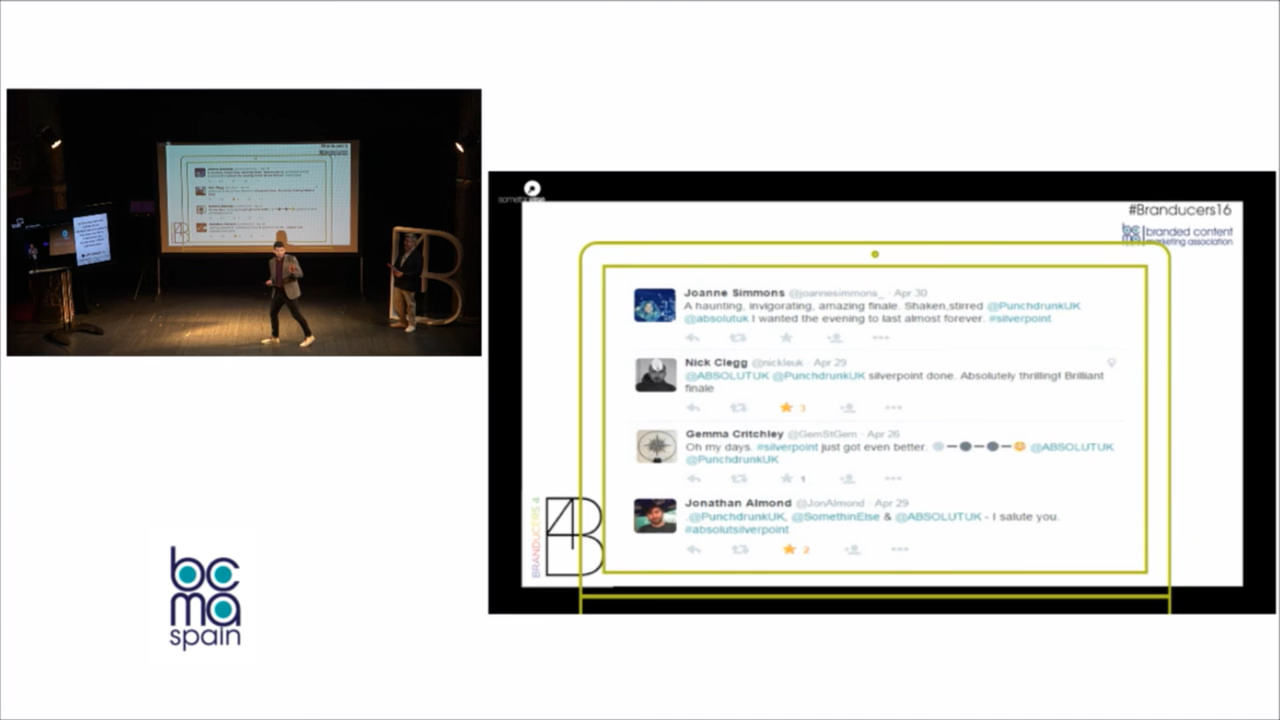 #Branducers16
bc ma branded content
marketing association
Joanne Simmons @joannesimmons_ · Apr 30
A haunting, invigorating, amazing finale. Shaken,stirred @PunchdrunkUK
@absolutuk I wanted the evening to last almost forever. #silverpoint
Nick Clegg @nickleuk · Apr 29
@ABSOLUTUK @PunchdrunkUK silverpoint done. Absolutely thrilling! Brilliant
finale
3
Gemma Critchley @GemStGem · Apr 26
Oh my days. #silverpoint just got even better. @ABSOLUTUK
@PunchdrunkUK
1
Jonathan Almond @JonAlmond · Apr 29
.@PunchdrunkUK, @SomethinElse & @ABSOLUTUK - I salute you.
#absolutsilverpoint
2
BRANDUCERS 4
4B
B
bc
ma
spain